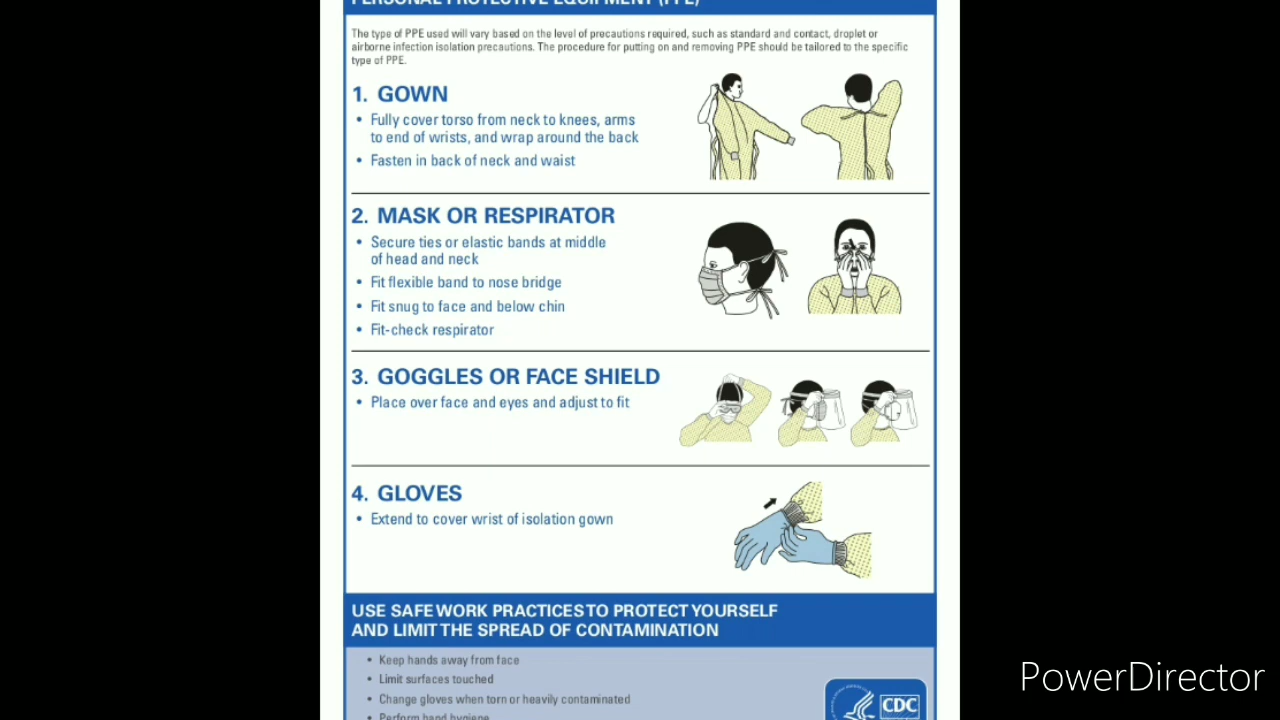 PERSONAL PROTECTIVE EQUIPMENT (PPE)
The type of PPE used will vary based on the level of precautions required, such as standard and contact, droplet or
airborne infection isolation precautions. The procedure for putting on and removing PPE should be tailored to the specific
type of PPE.
1. GOWN
• Fully cover torso from neck to knees, arms
to end of wrists, and wrap around the back
• Fasten in back of neck and waist
2. MASK OR RESPIRATOR
• Secure ties or elastic bands at middle
of head and neck
• Fit flexible band to nose bridge
• Fit snug to face and below chin
• Fit-check respirator
3. GOGGLES OR FACE SHIELD
• Place over face and eyes and adjust to fit
4. GLOVES
• Extend to cover wrist of isolation gown
USE SAFE WORK PRACTICES TO PROTECT YOURSELF
AND LIMIT THE SPREAD OF CONTAMINATION
• Keep hands away from face
• Limit surfaces touched
• Change gloves when torn or heavily contaminated
• Perform hand hygiene
CDC
PowerDirector